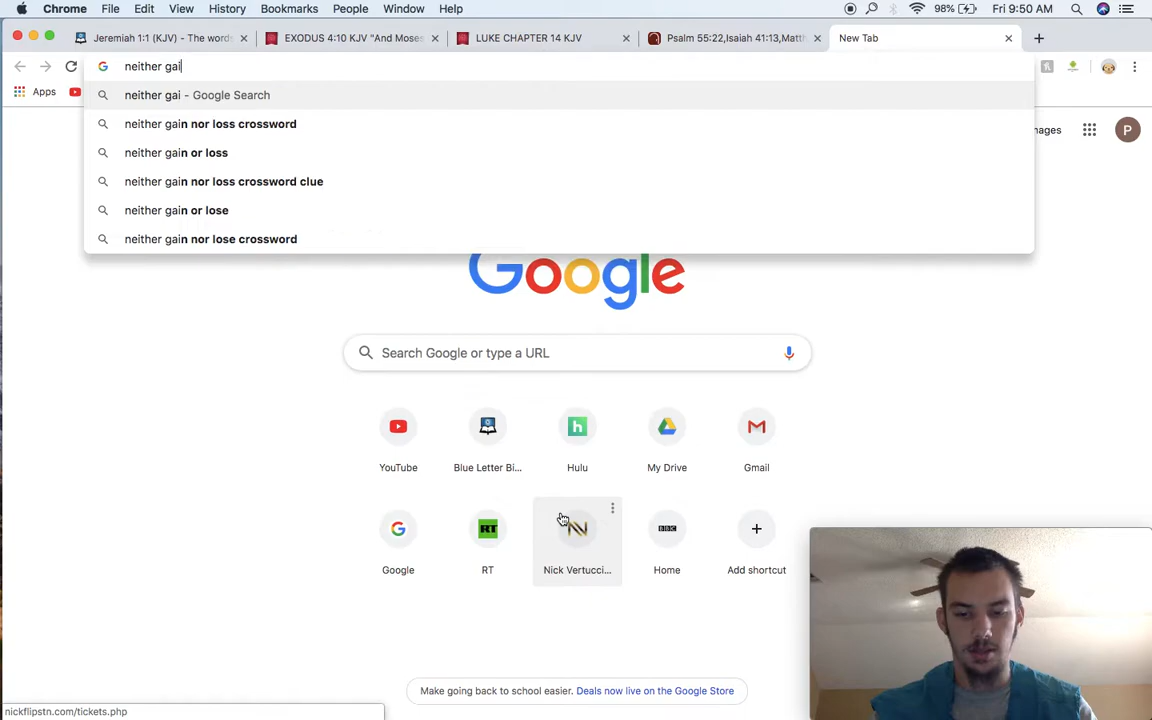 Chrome File Edit View History Bookmarks People Window Help 98% Fri 9:50 AM
Jeremiah 1:1 (KJV) - The words
EXODUS 4:10 KJV "And Moses
LUKE CHAPTER 14 KJV
Psalm 55:22,Isaiah 41:13,Matth
New Tab
neither gai
Apps
neither gai - Google Search
neither gain nor loss crossword
neither gain or loss
neither gain nor loss crossword clue
neither gain or lose
neither gain nor lose crossword
mages
P
Google
Search Google or type a URL
YouTube Blue Letter Bi... Hulu My Drive Gmail
RT BBC
Google RT Nick Vertucci... Home Add shortcut
Make going back to school easier. Deals now live on the Google Store
nickflipstn.com/tickets.php